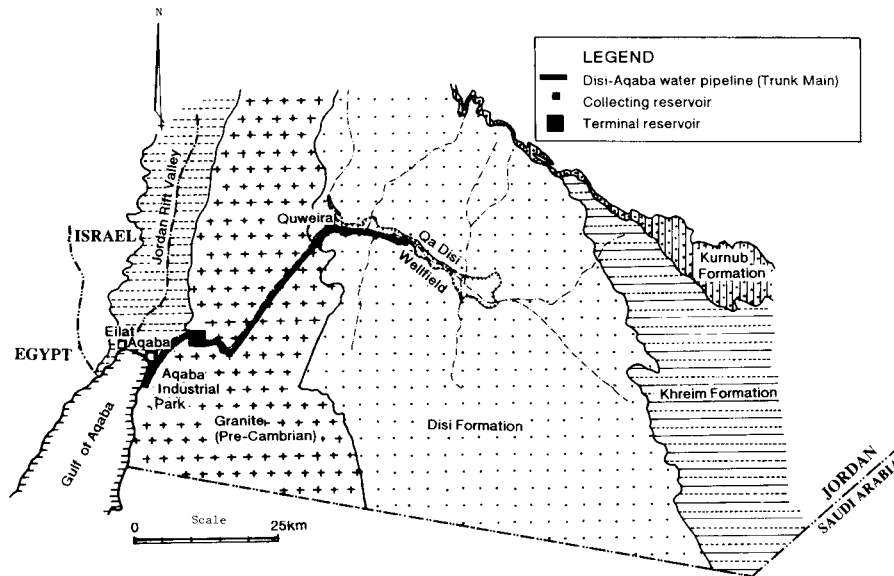 N
LEGEND
Disi-Aqaba water pipeline (Trunk Main)
Collecting reservoir
Terminal reservoir
Jordan Rift Valley
ISRAEL
Quweira
Qa Disi
Wellfield
Kurnub
Formation
Eilat
Aqaba
EGYPT
Aqaba
Industrial
Park
Gulf of Aqaba
Granite
(Pre-Cambrian)
Disi Formation
Khreim Formation
JORDAN
SAUDI ARABIA
0 Scale 25km